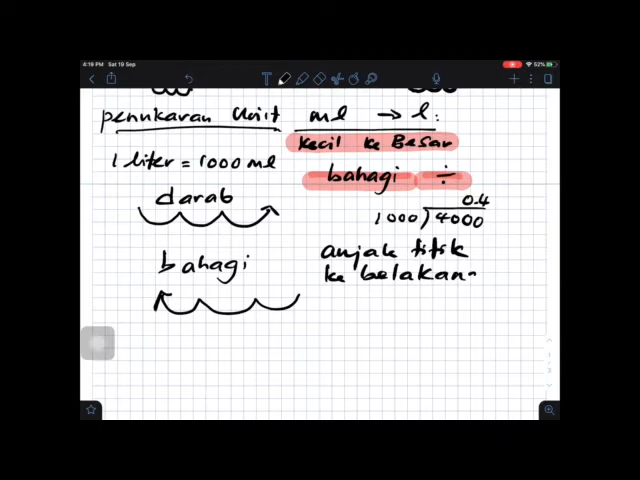 4:19 PM Sat 19 Sep
52%
penukaran Unit ml → l :
kecil ke Besar
1 liter = 1000 ml
bahagi ÷
darab
0.4
1000 ) 4000
bahagi
anjak titik
ke belakan